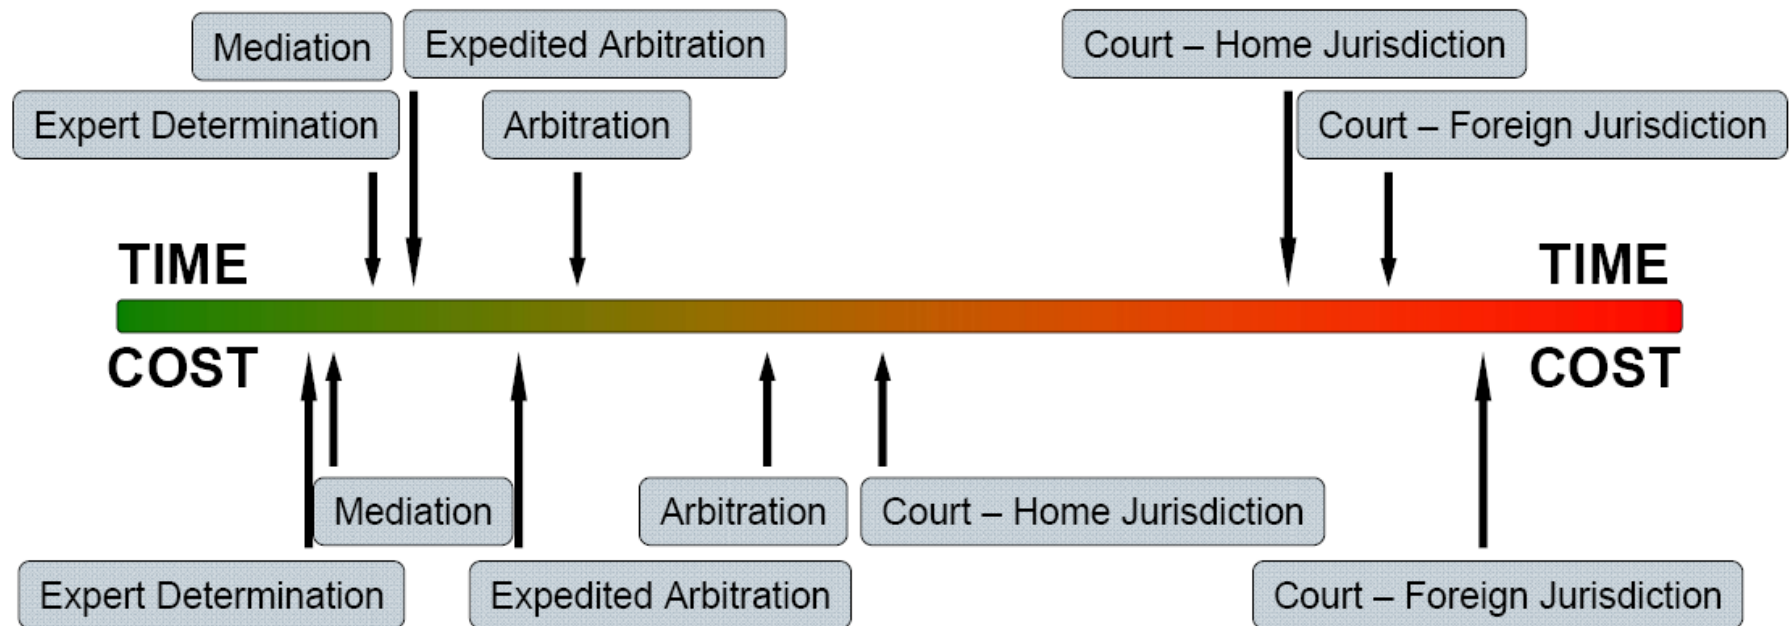 Mediation
Expedited Arbitration
Court – Home Jurisdiction
Expert Determination
Arbitration
Court – Foreign Jurisdiction
TIME
TIME
COST
COST
Mediation
Arbitration
Court – Home Jurisdiction
Expert Determination
Expedited Arbitration
Court – Foreign Jurisdiction